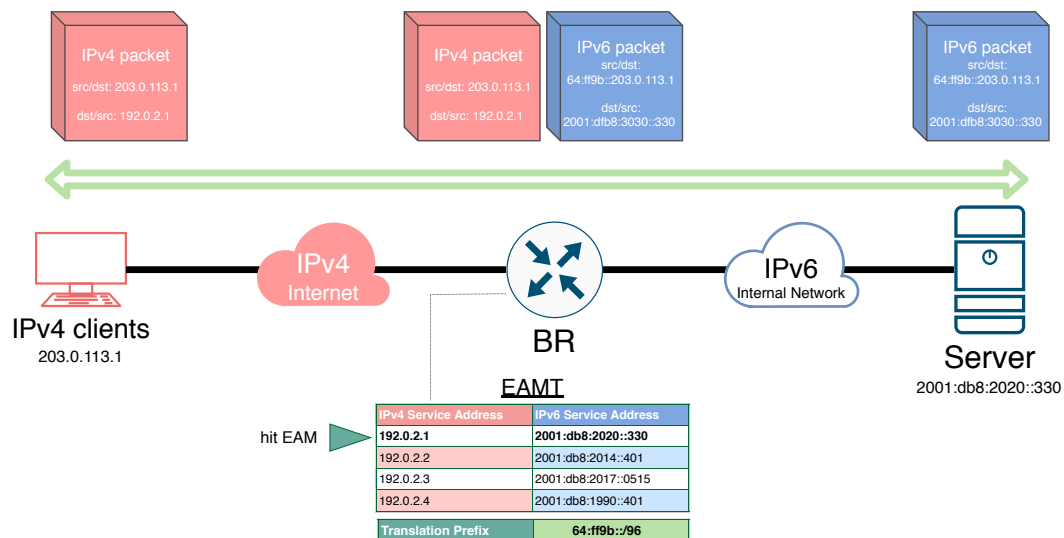 IPv4 packet
src/dst: 203.0.113.1
dst/src: 192.0.2.1
IPv4 packet
src/dst: 203.0.113.1
dst/src: 192.0.2.1
IPv6 packet
src/dst:
64:ff9b::203.0.113.1
dst/src:
2001:dfb8:3030::330
IPv6 packet
src/dst:
64:ff9b::203.0.113.1
dst/src:
2001:dfb8:3030::330
IPv4
Internet
IPv6
Internal Network
IPv4 clients
203.0.113.1
BR
Server
2001:db8:2020::330
EAMT
IPv4 Service Address IPv6 Service Address
hit EAM
192.0.2.1 2001:db8:2020::330
192.0.2.2 2001:db8:2014::401
192.0.2.3 2001:db8:2017::0515
192.0.2.4 2001:db8:1990::401
Translation Prefix 64:ff9b::/96